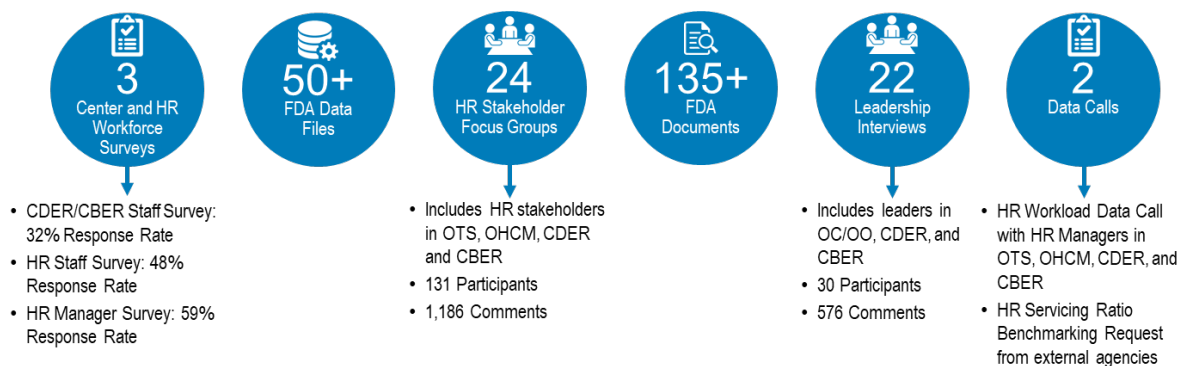 3
Center and HR
Workforce
Surveys
• CDER/CBER Staff Survey:
32% Response Rate
• HR Staff Survey: 48%
Response Rate
• HR Manager Survey: 59%
Response Rate
50+
FDA Data
Files
24
HR Stakeholder
Focus Groups
• Includes HR stakeholders
in OTS, OHCM, CDER
and CBER
• 131 Participants
• 1,186 Comments
135+
FDA
Documents
22
Leadership
Interviews
• Includes leaders in
OC/OO, CDER, and
CBER
• 30 Participants
• 576 Comments
2
Data Calls
• HR Workload Data Call
with HR Managers in
OTS, OHCM, CDER, and
CBER
• HR Servicing Ratio
Benchmarking Request
from external agencies